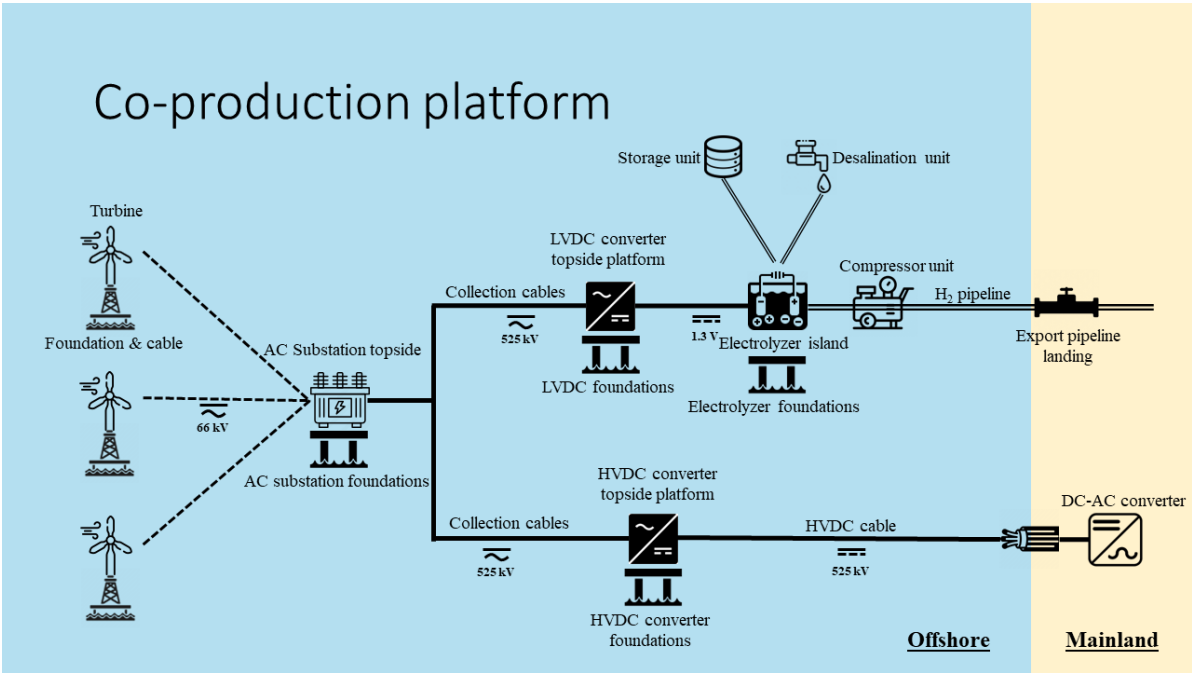 Co-production platform
Storage unit
Desalination unit
Turbine
LVDC converter
topside platform
Compressor unit
Collection cables
H₂ pipeline
525 kV
1.3 V
Electrolyzer island
Export pipeline
landing
Foundation & cable
AC Substation topside
LVDC foundations
Electrolyzer foundations
66 kV
AC substation foundations
HVDC converter
topside platform
DC-AC converter
Collection cables
HVDC cable
525 kV
525 kV
HVDC converter
foundations
Offshore
Mainland